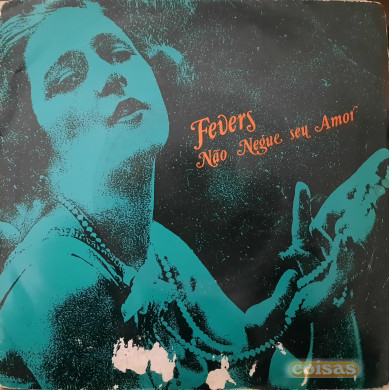 Fevers
Não Negue seu Amor
coisas